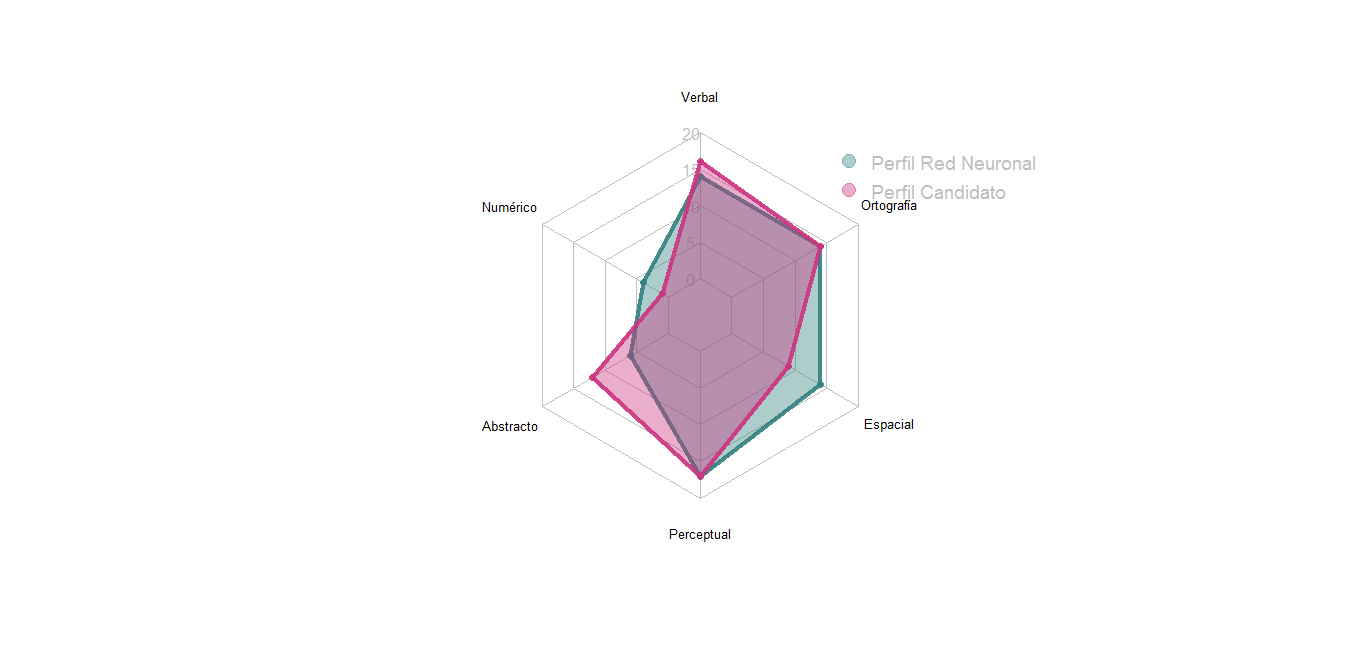 Verbal
20
15
10
5
0
Perfil Red Neuronal
Perfil Candidato
Ortografía
Numérico
Espacial
Abstracto
Perceptual